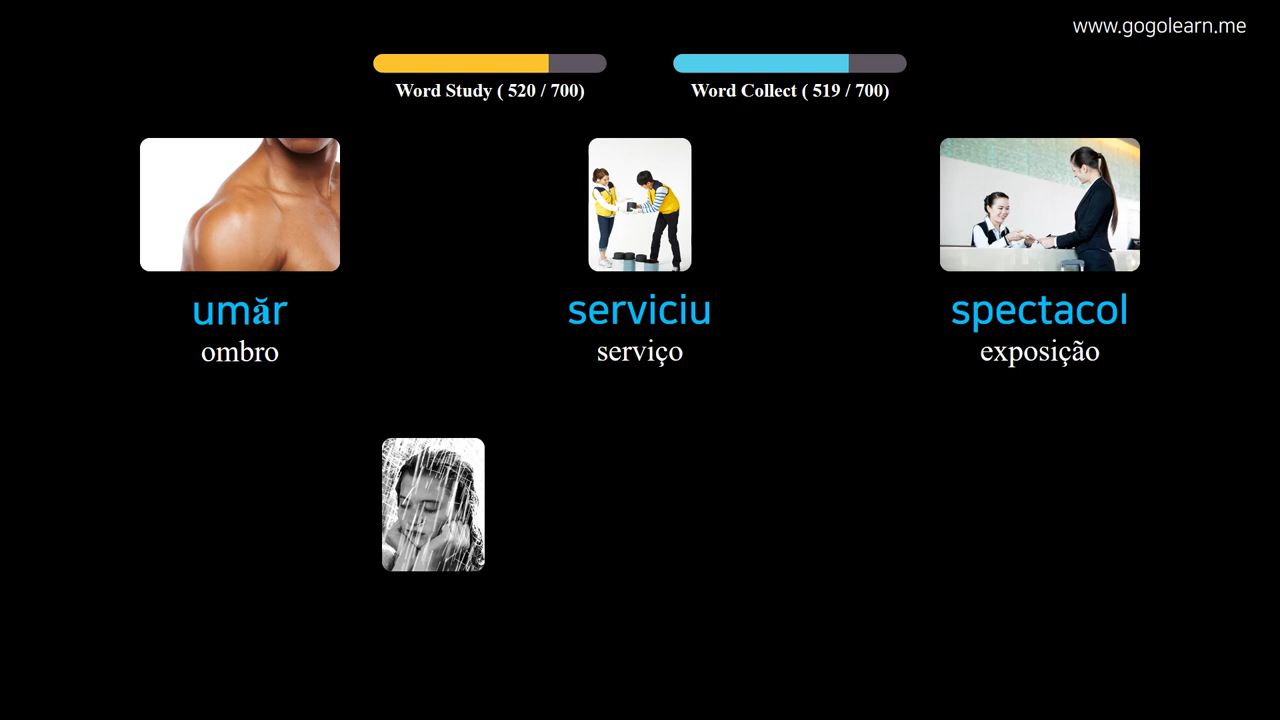 www.gogolearn.me
Word Study ( 520 / 700)
Word Collect ( 519 / 700)
umăr
serviciu
spectacol
ombro
serviço
exposição